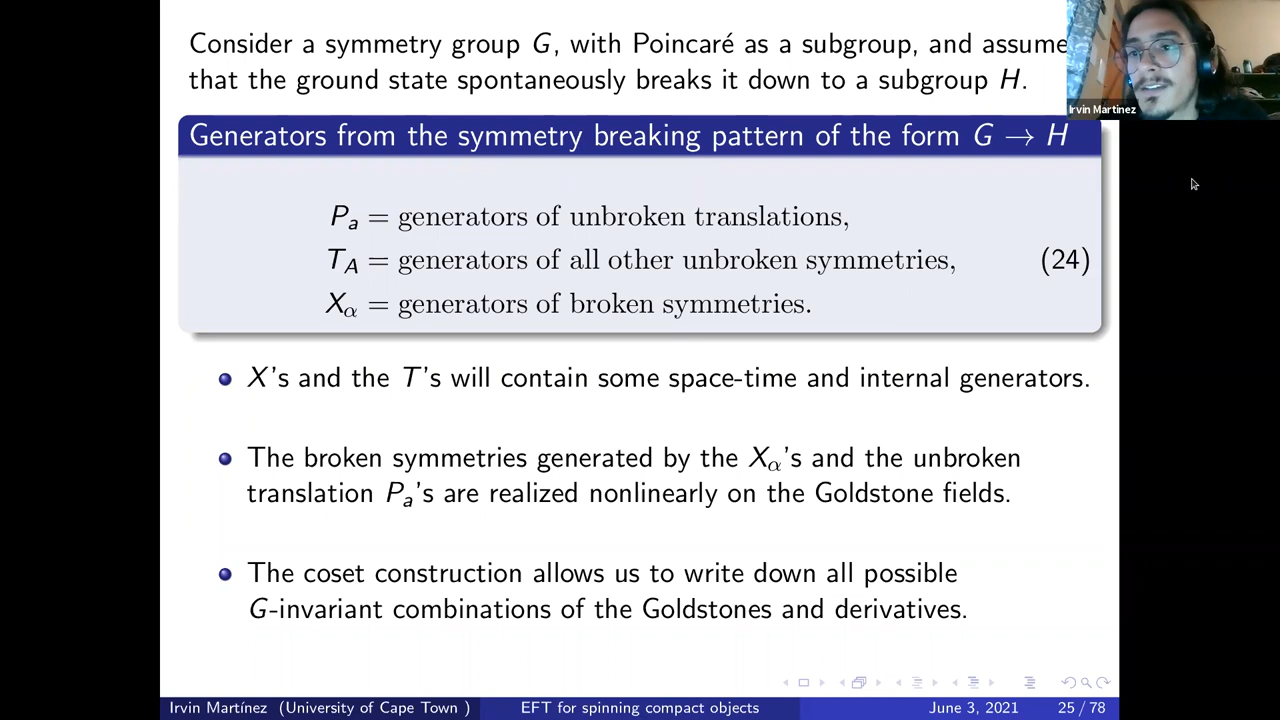 Consider a symmetry group G, with Poincaré as a subgroup, and assume
that the ground state spontaneously breaks it down to a subgroup H.
Irvin Martinez
Generators from the symmetry breaking pattern of the form G → H
Pₐ = generators of unbroken translations,
T_A = generators of all other unbroken symmetries, (24)
X_α = generators of broken symmetries.
X's and the T's will contain some space-time and internal generators.
The broken symmetries generated by the X_α's and the unbroken
translation Pₐ's are realized nonlinearly on the Goldstone fields.
The coset construction allows us to write down all possible
G-invariant combinations of the Goldstones and derivatives.
Irvin Martínez (University of Cape Town ) EFT for spinning compact objects June 3, 2021 25 / 78